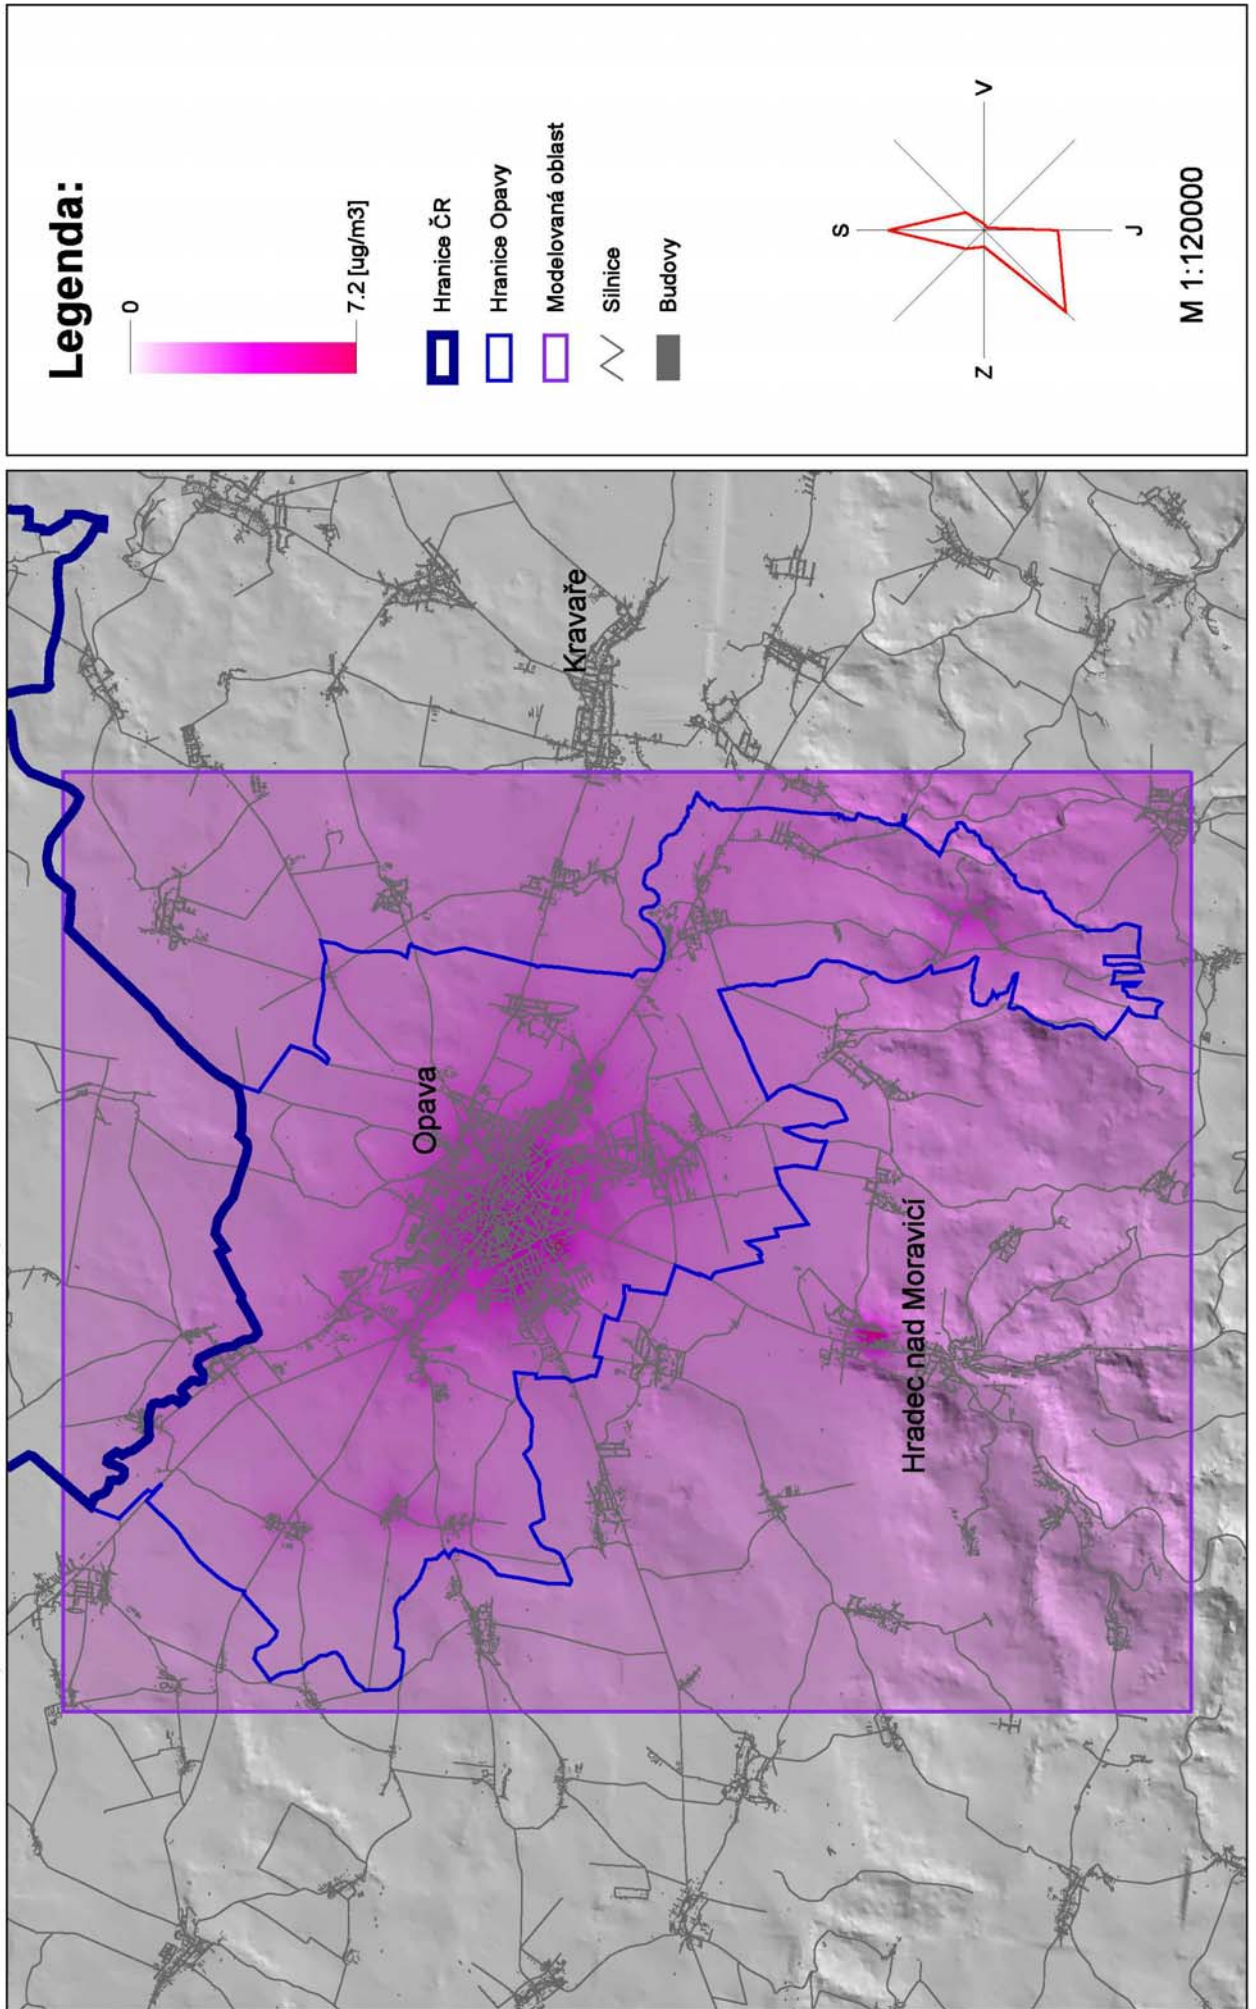 Opava
Kravaře
Hradec nad Moravicí
Legenda:
0
7.2 [ug/m3]
Hranice ČR
Hranice Opavy
Modelovaná oblast
Silnice
Budovy
S
Z
V
J
M 1:120000